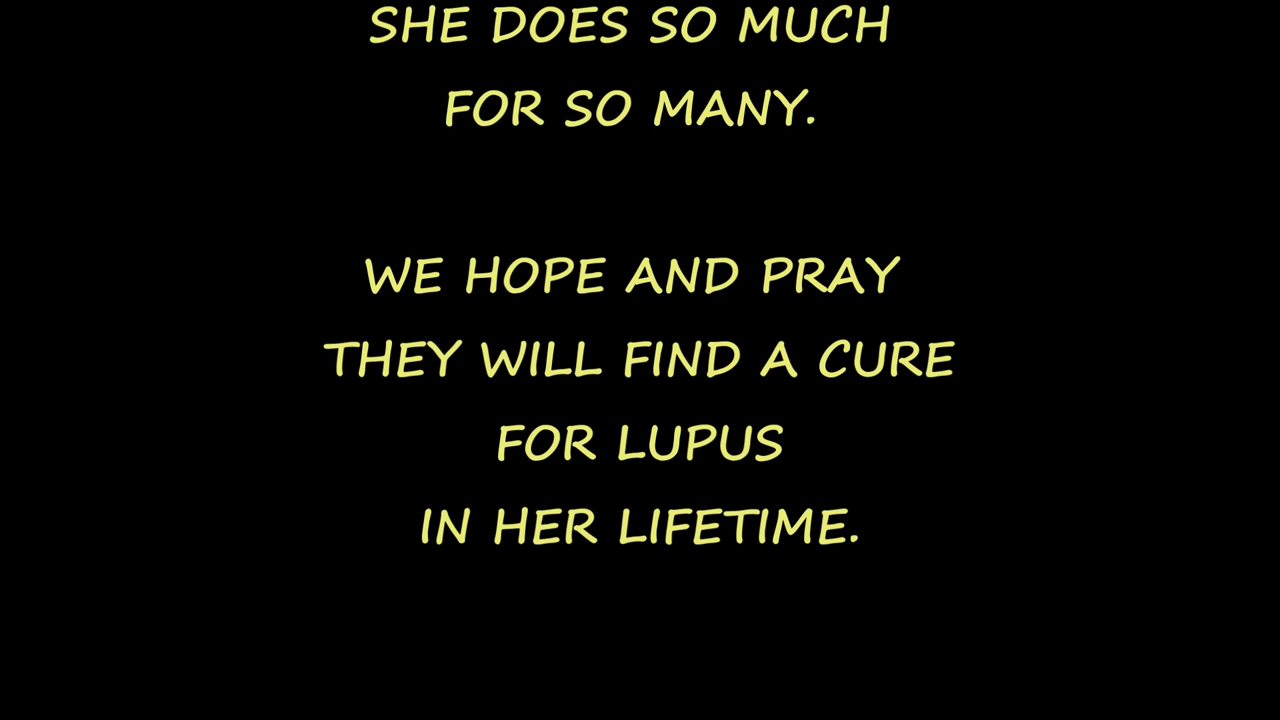 SHE DOES SO MUCH
FOR SO MANY.
WE HOPE AND PRAY
THEY WILL FIND A CURE
FOR LUPUS
IN HER LIFETIME.